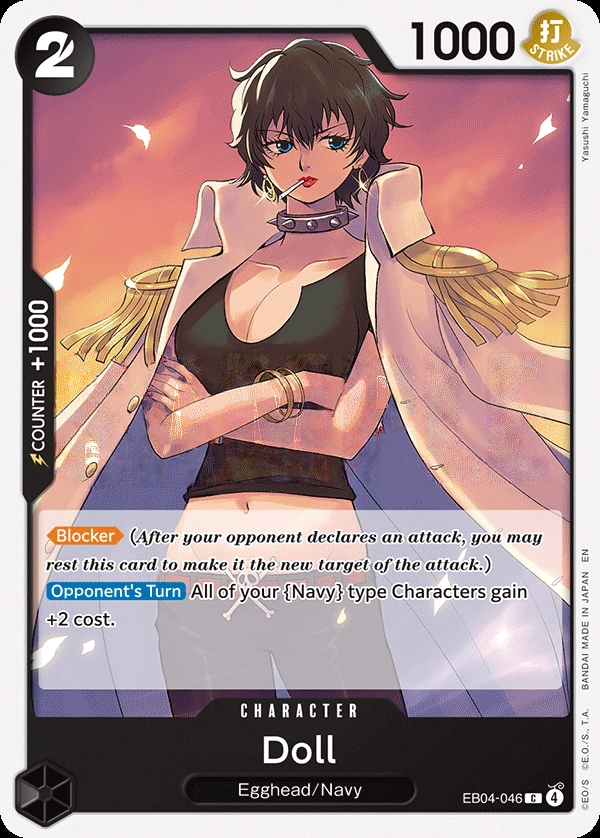 2
1000
打
STRIKE
Yasushi Yamaguchi
COUNTER +1000
Blocker (After your opponent declares an attack, you may
rest this card to make it the new target of the attack.)
Opponent's Turn All of your {Navy} type Characters gain
+2 cost.
CHARACTER
Doll
Egghead/Navy
EB04-046 C 4
©EO/S ©E.O./S., T.A. BANDAI MADE IN JAPAN EN